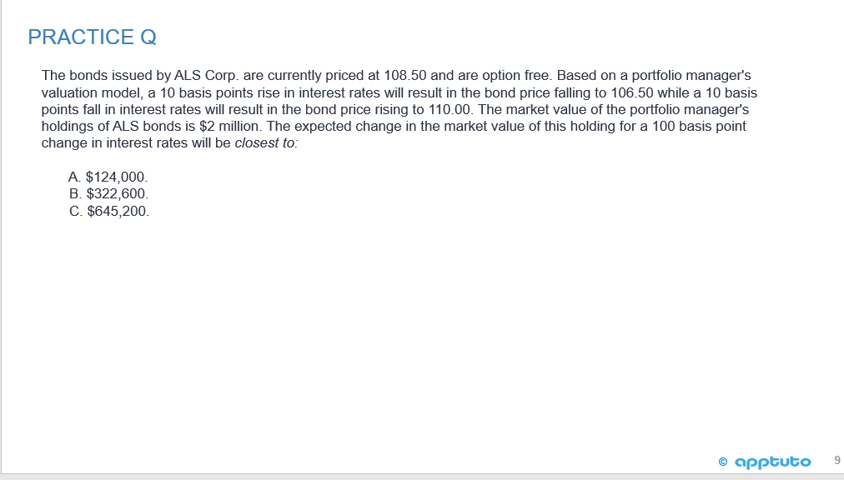 PRACTICE Q
The bonds issued by ALS Corp. are currently priced at 108.50 and are option free. Based on a portfolio manager's
valuation model, a 10 basis points rise in interest rates will result in the bond price falling to 106.50 while a 10 basis
points fall in interest rates will result in the bond price rising to 110.00. The market value of the portfolio manager's
holdings of ALS bonds is $2 million. The expected change in the market value of this holding for a 100 basis point
change in interest rates will be closest to:
A. $124,000.
B. $322,600.
C. $645,200.
© apptuto 9